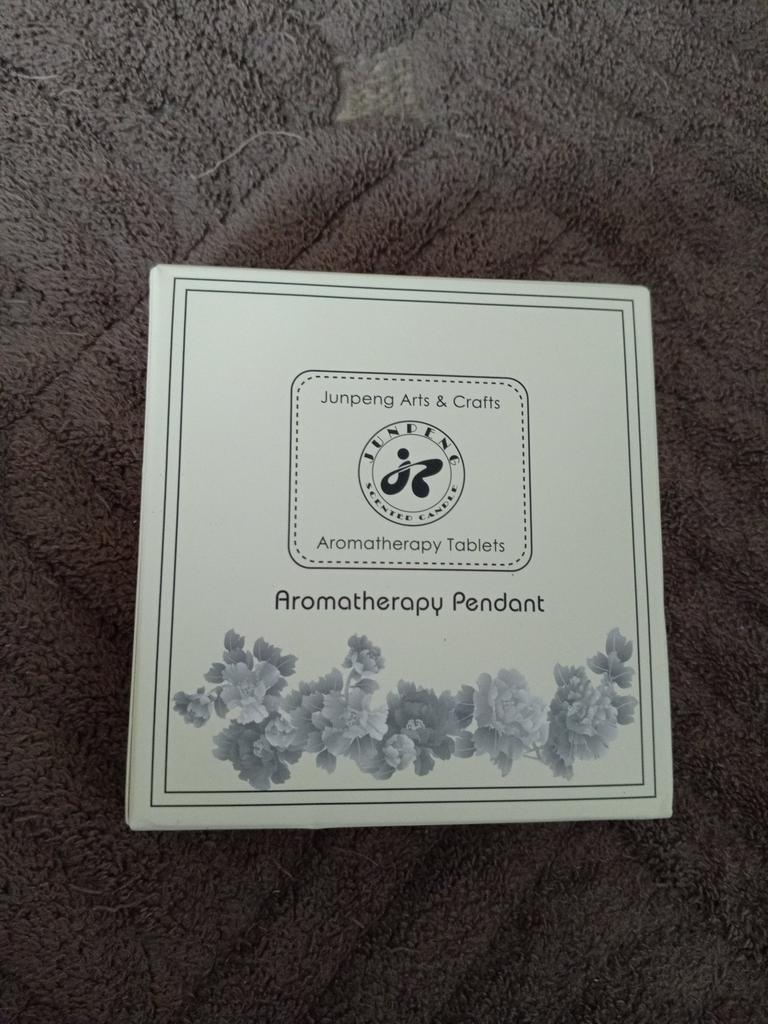 Junpeng Arts & Crafts
JUNPENG
SCENTED CANDLE
Aromatherapy Tablets
Aromatherapy Pendant